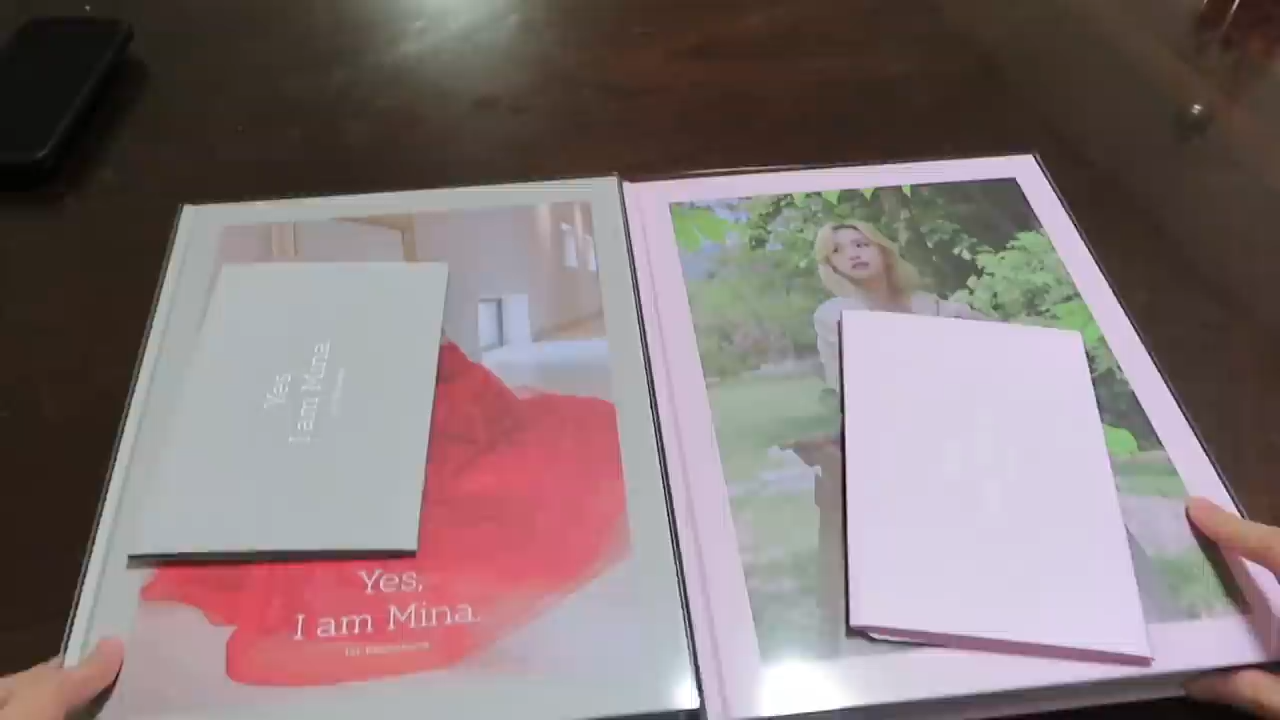 Yes
I am Mina
Yes,
I am Mina.